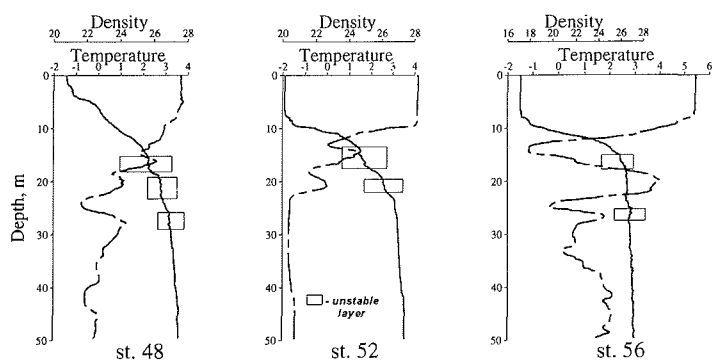 Density
20 22 24 26 28
Temperature
-2 -1 0 1 2 3 4
0
10
20
30
40
50
Depth, m
st. 48
Density
20 22 24 26 28
Temperature
-2 -1 0 1 2 3 4
0
10
20
30
40
50
- unstable
layer
st. 52
Density
16 18 20 22 24 26 28
Temperature
-2 -1 0 1 2 3 4 5 6
0
10
20
30
40
50
st. 56